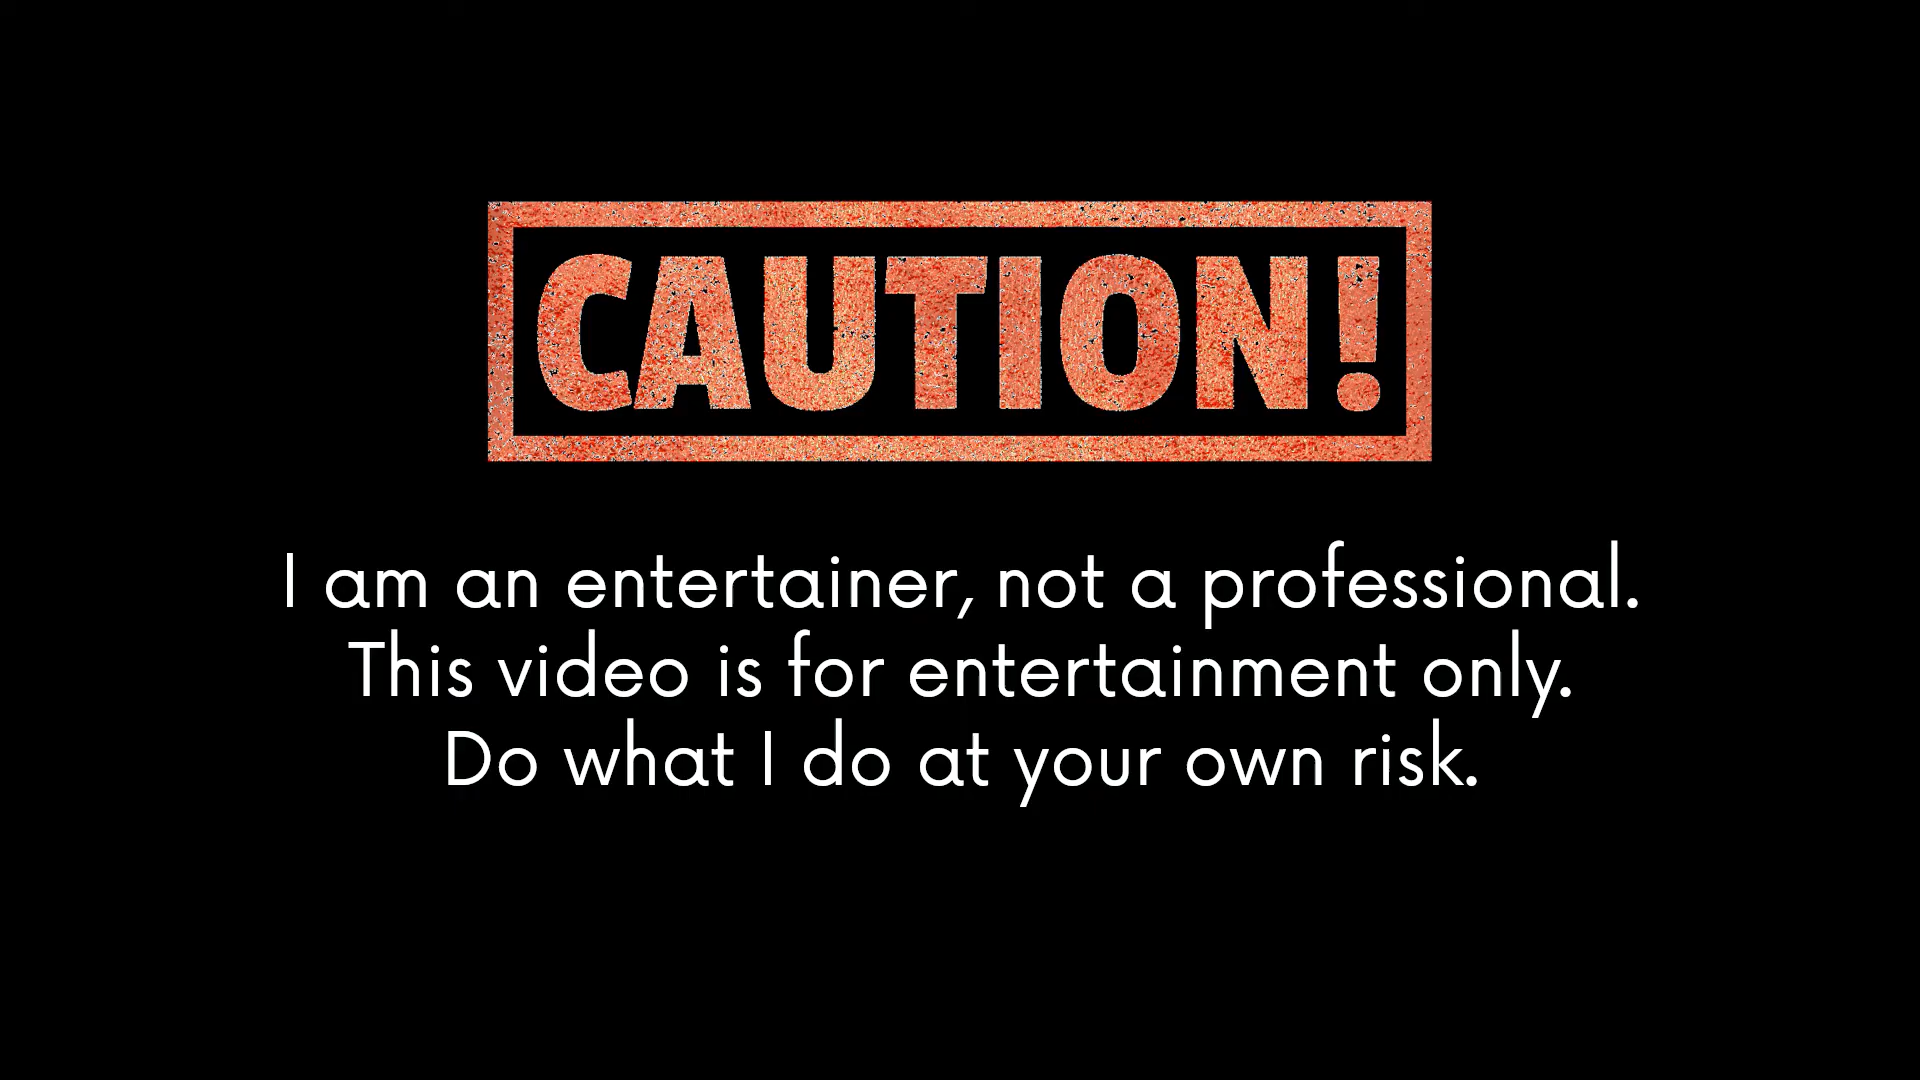 CAUTION!
I am an entertainer, not a professional.
This video is for entertainment only.
Do what I do at your own risk.